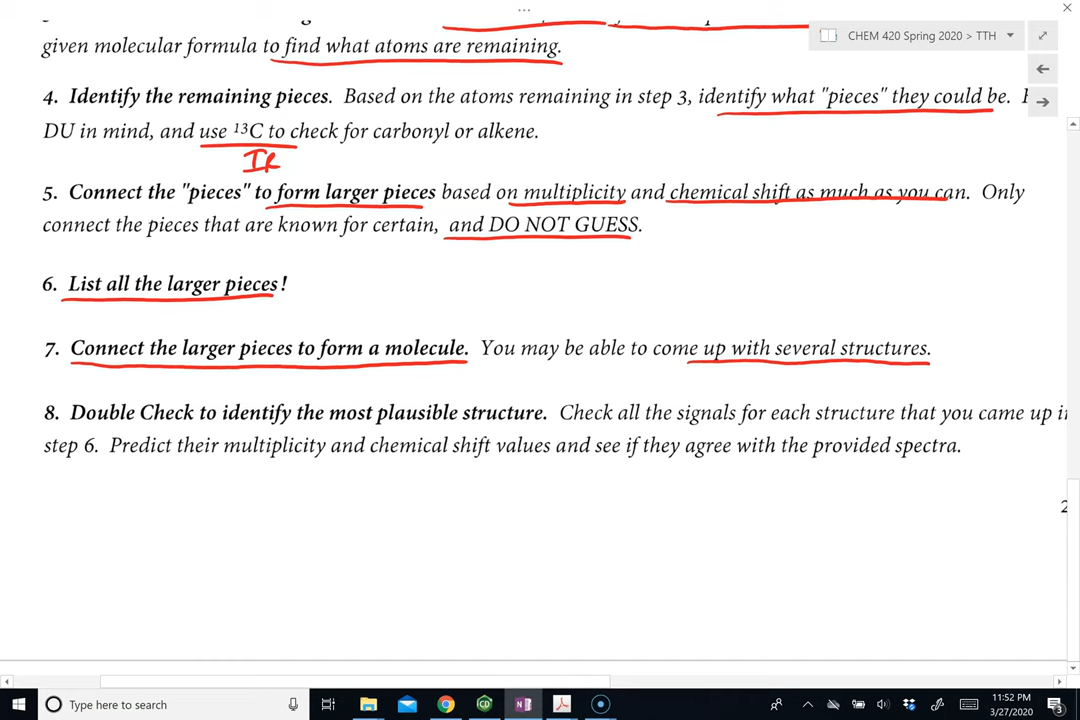 ...
CHEM 420 Spring 2020 > TTH
given molecular formula to find what atoms are remaining.
4. Identify the remaining pieces. Based on the atoms remaining in step 3, identify what "pieces" they could be.
DU in mind, and use ¹³C to check for carbonyl or alkene.
IR
5. Connect the "pieces" to form larger pieces based on multiplicity and chemical shift as much as you can. Only
connect the pieces that are known for certain, and DO NOT GUESS.
6. List all the larger pieces!
7. Connect the larger pieces to form a molecule. You may be able to come up with several structures.
8. Double Check to identify the most plausible structure. Check all the signals for each structure that you came up in
step 6. Predict their multiplicity and chemical shift values and see if they agree with the provided spectra.
2
Type here to search
11:52 PM
3/27/2020
3